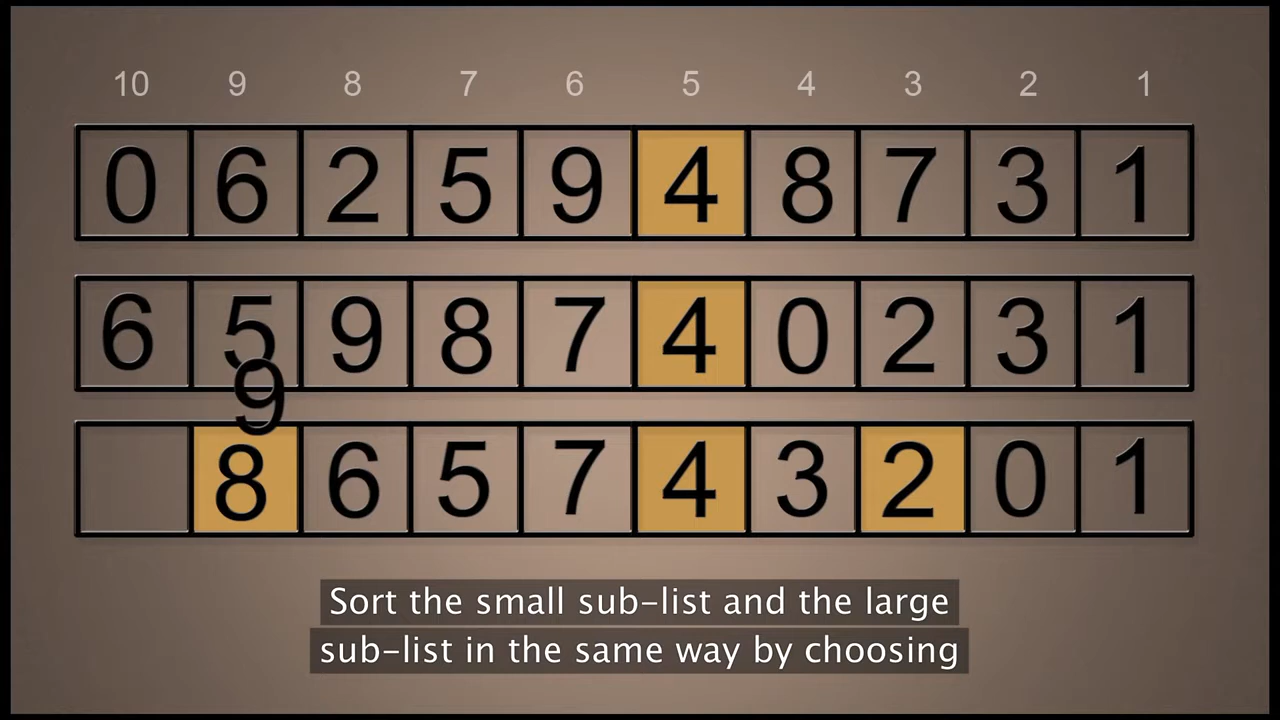 10 9 8 7 6 5 4 3 2 1
0 6 2 5 9 4 8 7 3 1
6 5 9 8 7 4 0 2 3 1
9
8 6 5 7 4 3 2 0 1
Sort the small sub-list and the large
sub-list in the same way by choosing